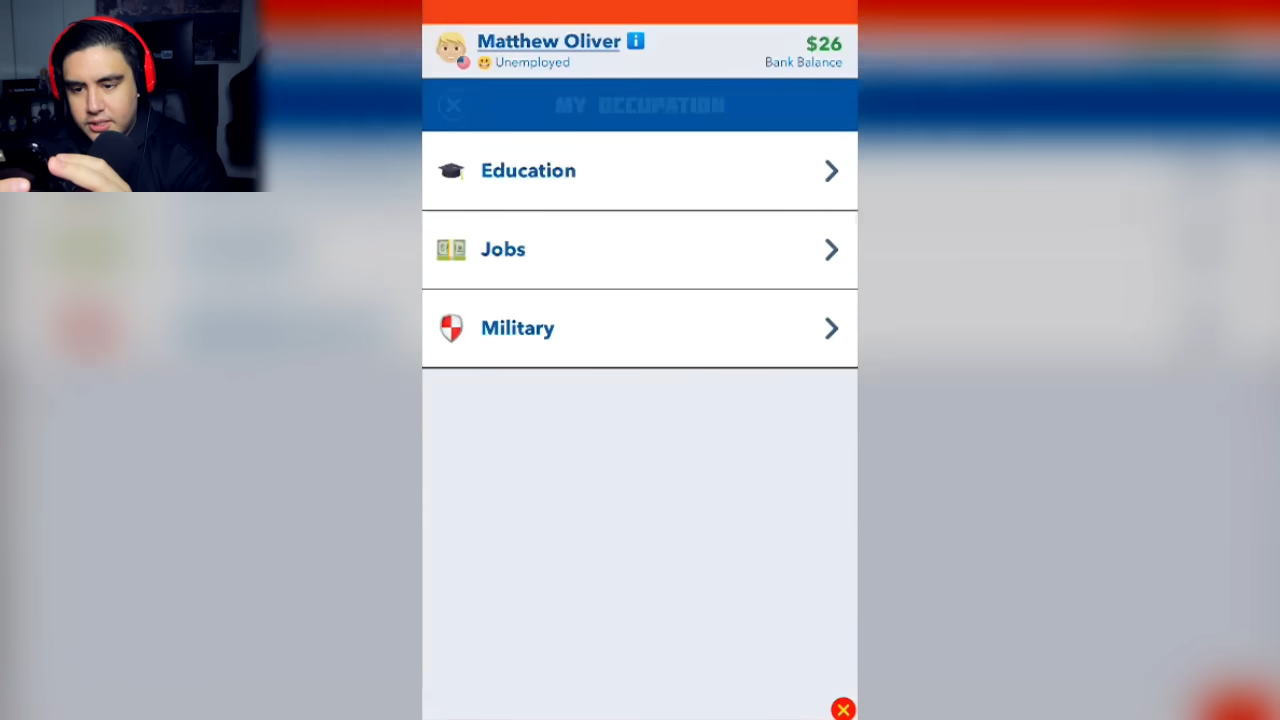 Matthew Oliver
$26
Unemployed
Bank Balance
MY OCCUPATION
Education
Jobs
Military